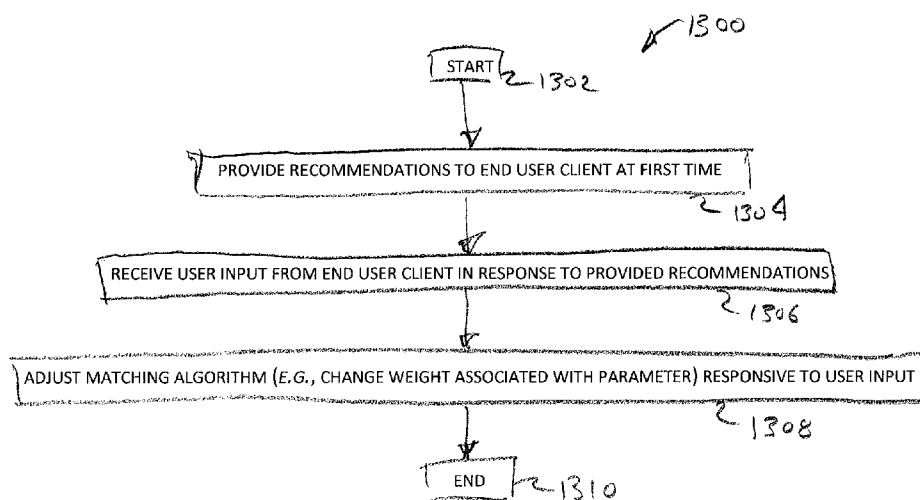 1300
START
1302
PROVIDE RECOMMENDATIONS TO END USER CLIENT AT FIRST TIME
1304
RECEIVE USER INPUT FROM END USER CLIENT IN RESPONSE TO PROVIDED RECOMMENDATIONS
1306
ADJUST MATCHING ALGORITHM (E.G., CHANGE WEIGHT ASSOCIATED WITH PARAMETER) RESPONSIVE TO USER INPUT
1308
END
1310